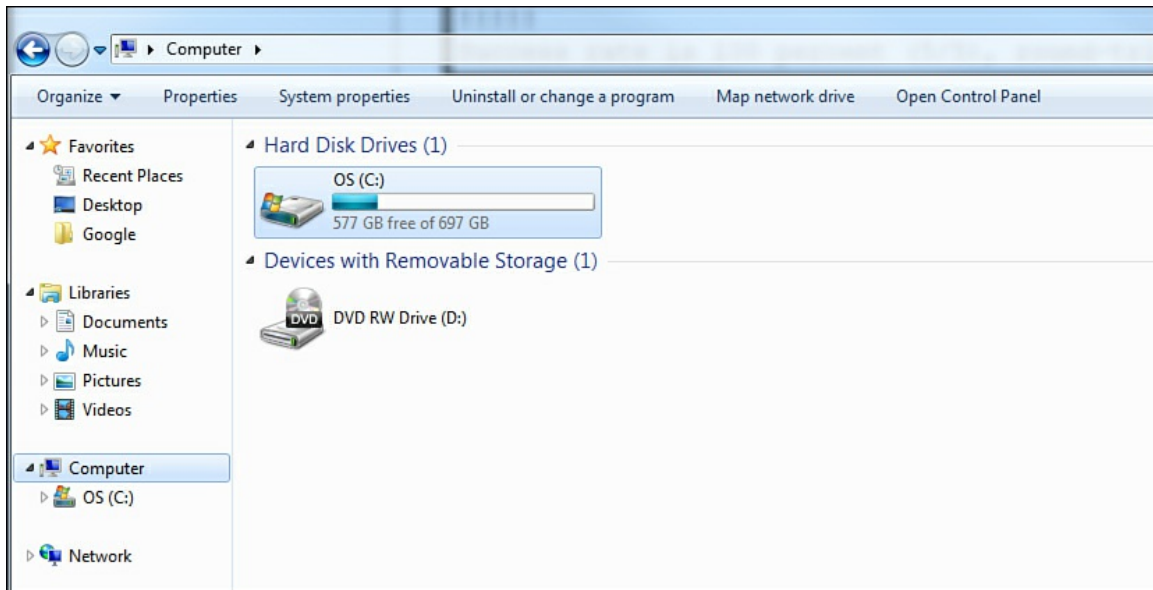 Computer
Organize Properties System properties Uninstall or change a program Map network drive Open Control Panel
Favorites
Recent Places
Desktop
Google
Libraries
Documents
Music
Pictures
Videos
Computer
OS (C:)
Network
Hard Disk Drives (1)
OS (C:)
577 GB free of 697 GB
Devices with Removable Storage (1)
DVD
DVD RW Drive (D:)